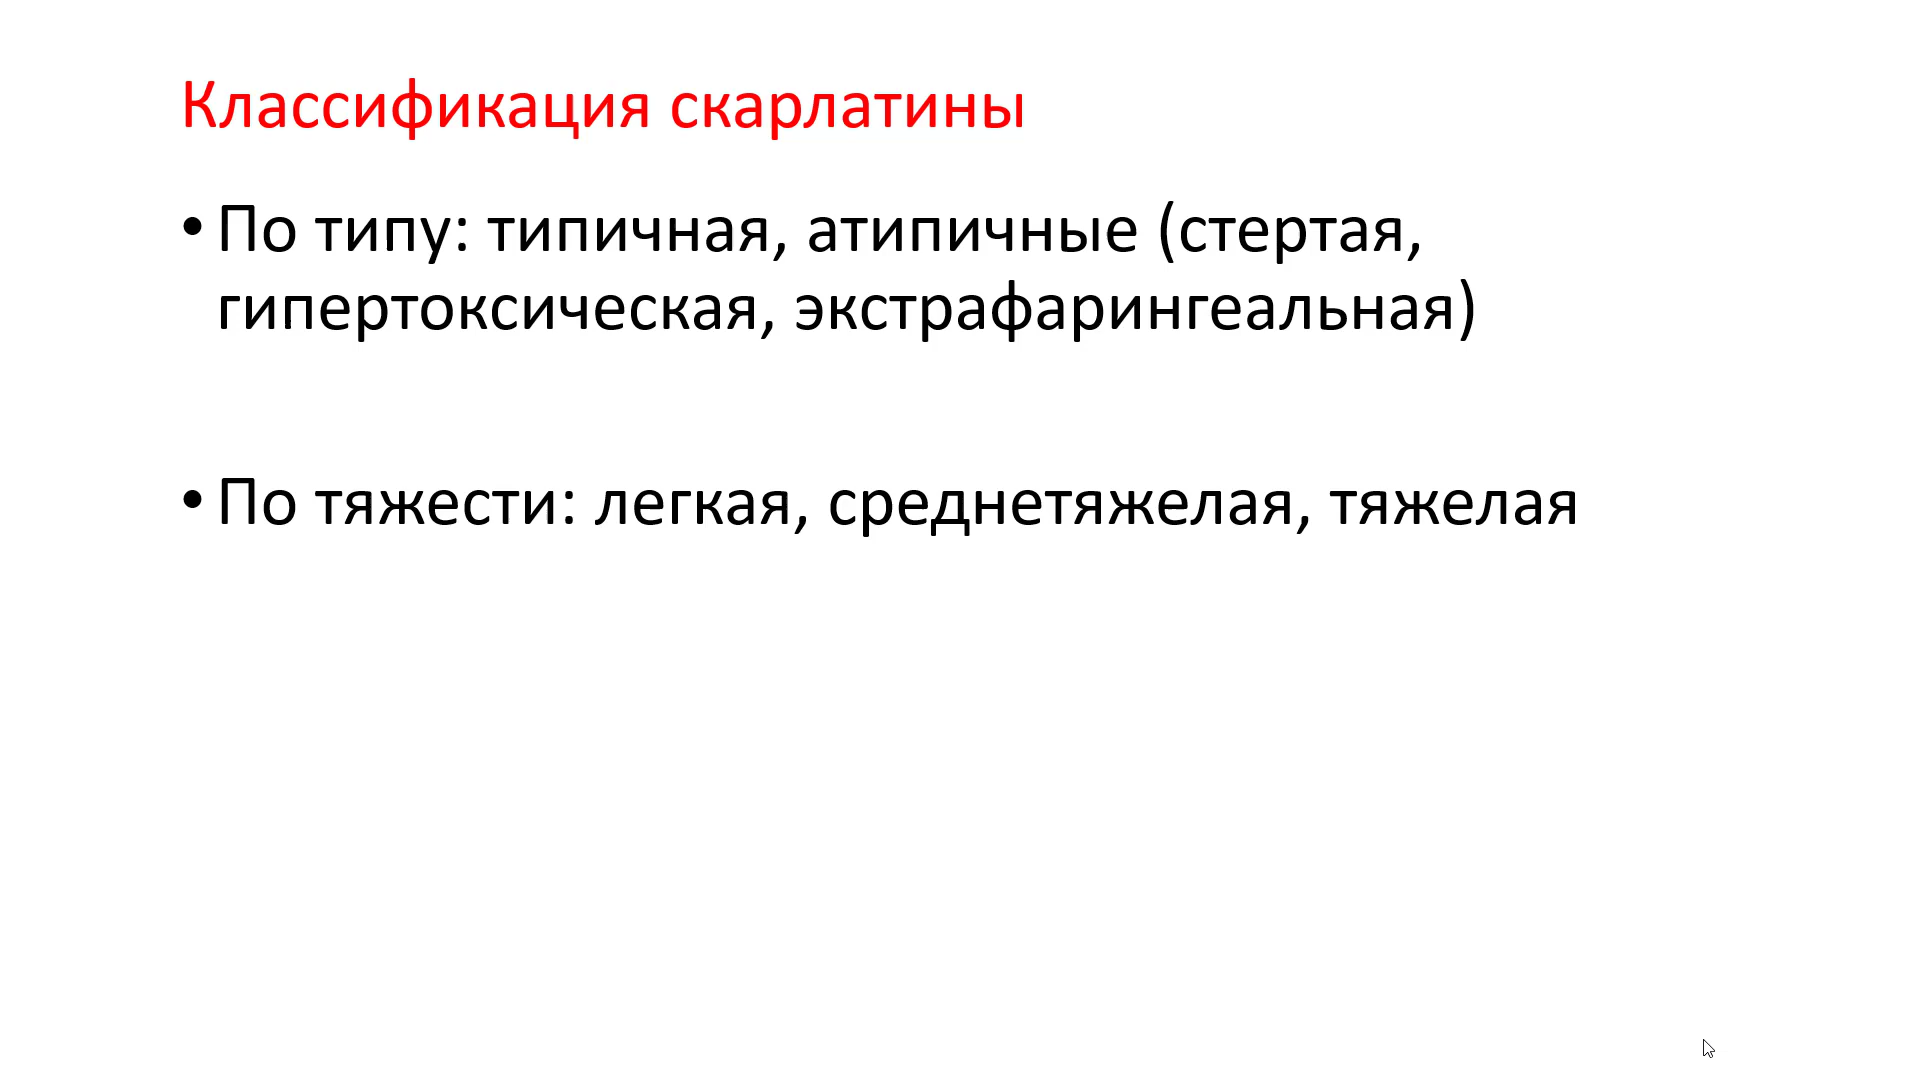 Классификация скарлатины
• По типу: типичная, атипичные (стертая,
гипертоксическая, экстрафарингеальная)
• По тяжести: легкая, среднетяжелая, тяжелая